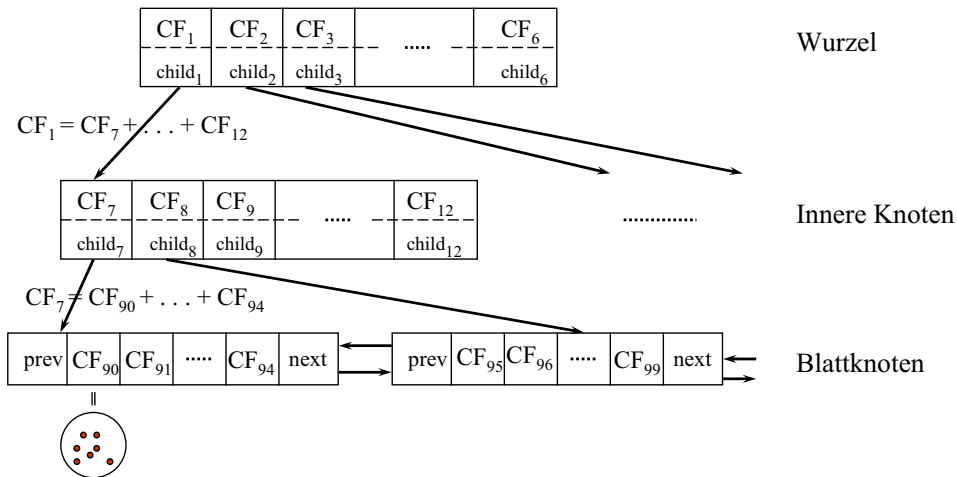 CF₁ CF₂ CF₃ ..... CF₆
child₁ child₂ child₃ child₆
Wurzel
CF₁ = CF₇ + . . . + CF₁₂
CF₇ CF₈ CF₉ ..... CF₁₂
child₇ child₈ child₉ child₁₂
..................
Innere Knoten
CF₇ = CF₉₀ + . . . + CF₉₄
prev CF₉₀ CF₉₁ ..... CF₉₄ next
prev CF₉₅ CF₉₆ ..... CF₉₉ next
Blattknoten
=